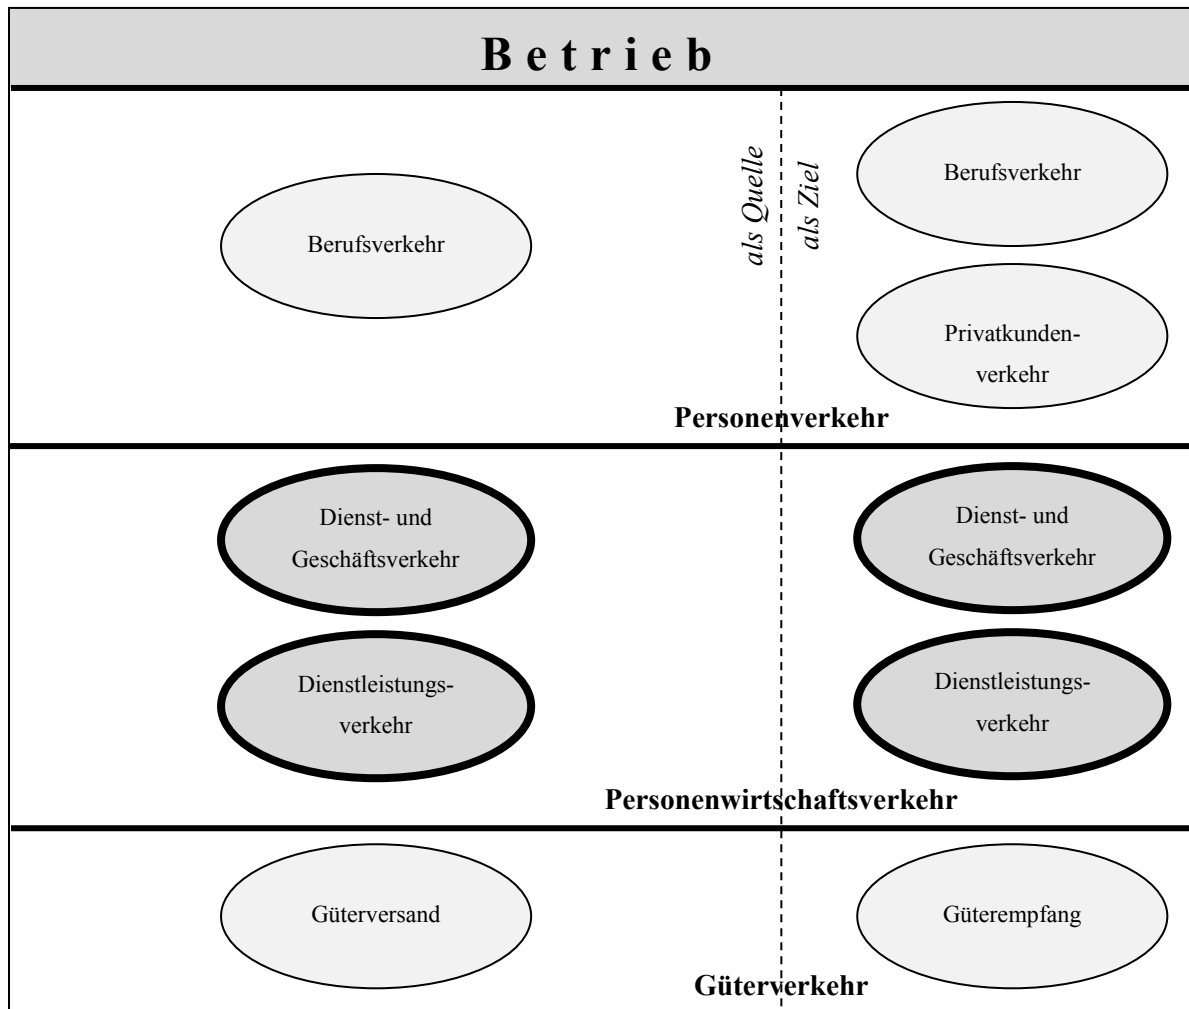 Betrieb
als Quelle
als Ziel
Berufsverkehr
Berufsverkehr
Privatkunden-
verkehr
Personenverkehr
Dienst- und
Geschäftsverkehr
Dienst- und
Geschäftsverkehr
Dienstleistungs-
verkehr
Dienstleistungs-
verkehr
Personenwirtschaftsverkehr
Güterversand
Güterempfang
Güterverkehr